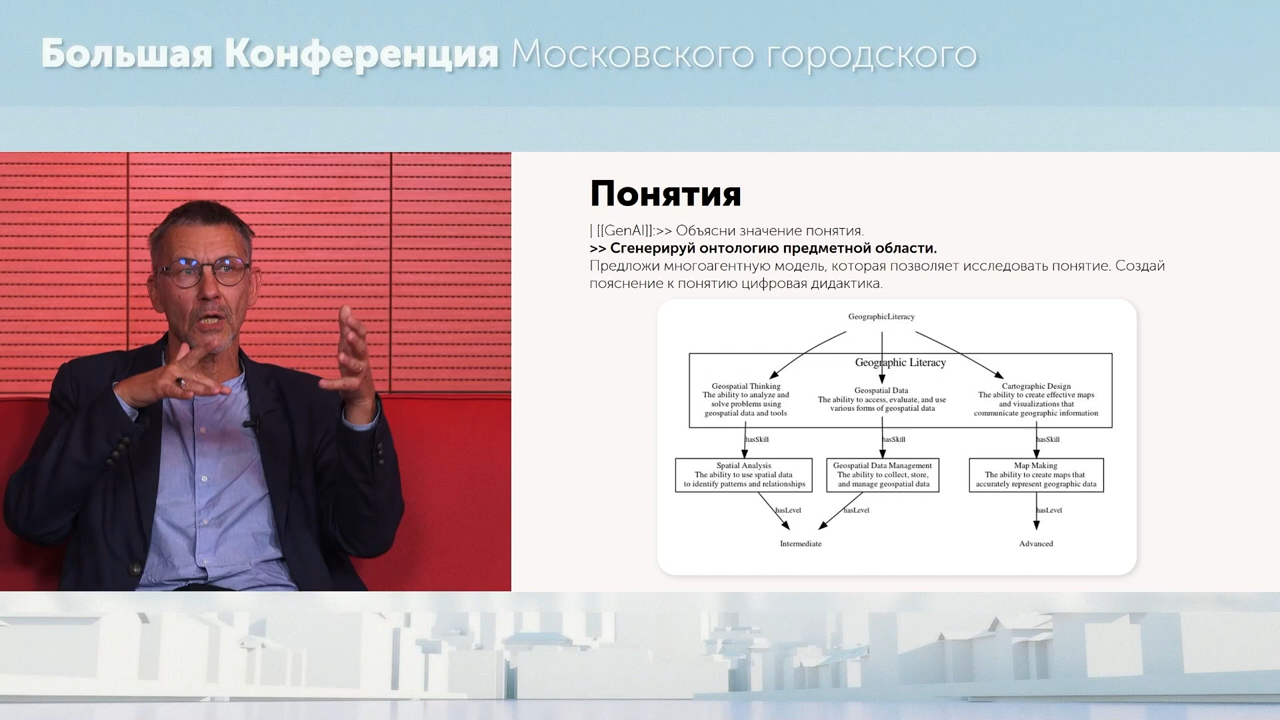 Большая Конференция Московского городского
Понятия
| [[GenAI]]:>> Объясни значение понятия.
>> Сгенерируй онтологию предметной области.
Предложи многоагентную модель, которая позволяет исследовать понятие. Создай
пояснение к понятию цифровая дидактика.
GeographicLiteracy
Geographic Literacy
Geospatial Thinking
The ability to analyze and
solve problems using
geospatial data and tools
Geospatial Data
The ability to access, evaluate, and use
various forms of geospatial data
Cartographic Design
The ability to create effective maps
and visualizations that
communicate geographic information
hasSkill
hasSkill
hasSkill
Spatial Analysis
The ability to use spatial data
to identify patterns and relationships
Geospatial Data Management
The ability to collect, store,
and manage geospatial data
Map Making
The ability to create maps that
accurately represent geographic data
hasLevel
hasLevel
hasLevel
Intermediate
Advanced